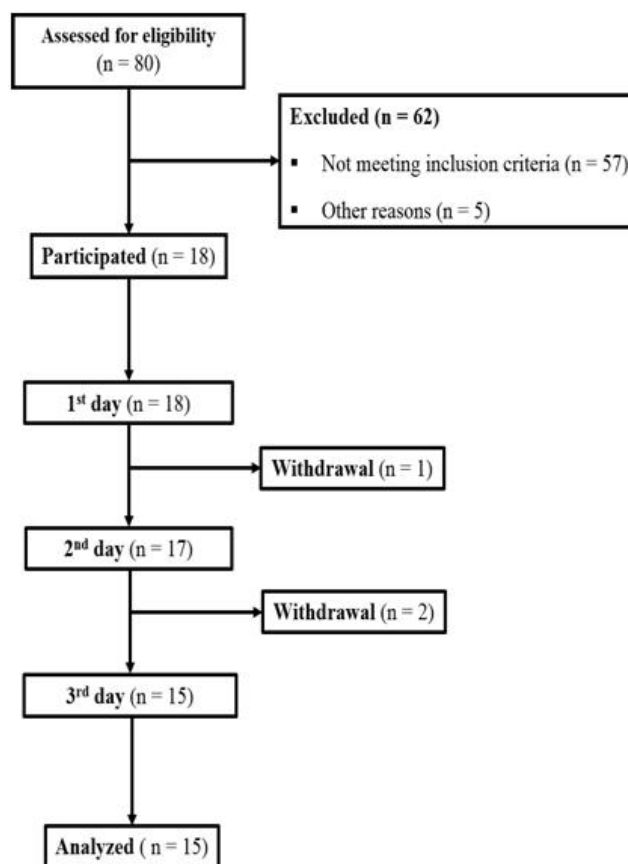 Assessed for eligibility
(n = 80)
Excluded (n = 62)
▪ Not meeting inclusion criteria (n = 57)
▪ Other reasons (n = 5)
Participated (n = 18)
1st day (n = 18)
Withdrawal (n = 1)
2nd day (n = 17)
Withdrawal (n = 2)
3rd day (n = 15)
Analyzed ( n = 15)